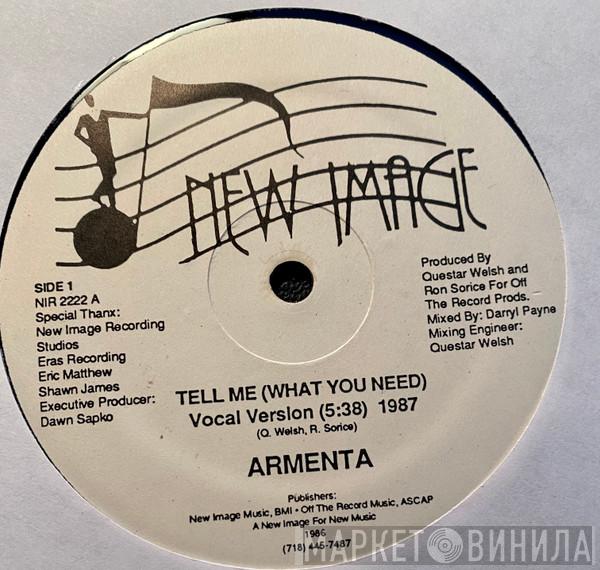 NEW IMAGE
SIDE 1
NIR 2222 A
Special Thanx:
New Image Recording
Studios
Eras Recording
Eric Matthew
Shawn James
Executive Producer:
Dawn Sapko
Produced By
Questar Welsh and
Ron Sorice For Off
The Record Prods.
Mixed By: Darryl Payne
Mixing Engineer:
Questar Welsh
TELL ME (WHAT YOU NEED)
Vocal Version (5:38) 1987
(Q. Welsh, R. Sorice)
ARMENTA
Publishers:
New Image Music, BMI • Off The Record Music, ASCAP
A New Image For New Music
1986
(718) 445-7487
МАРКЕТ ВИНИЛА